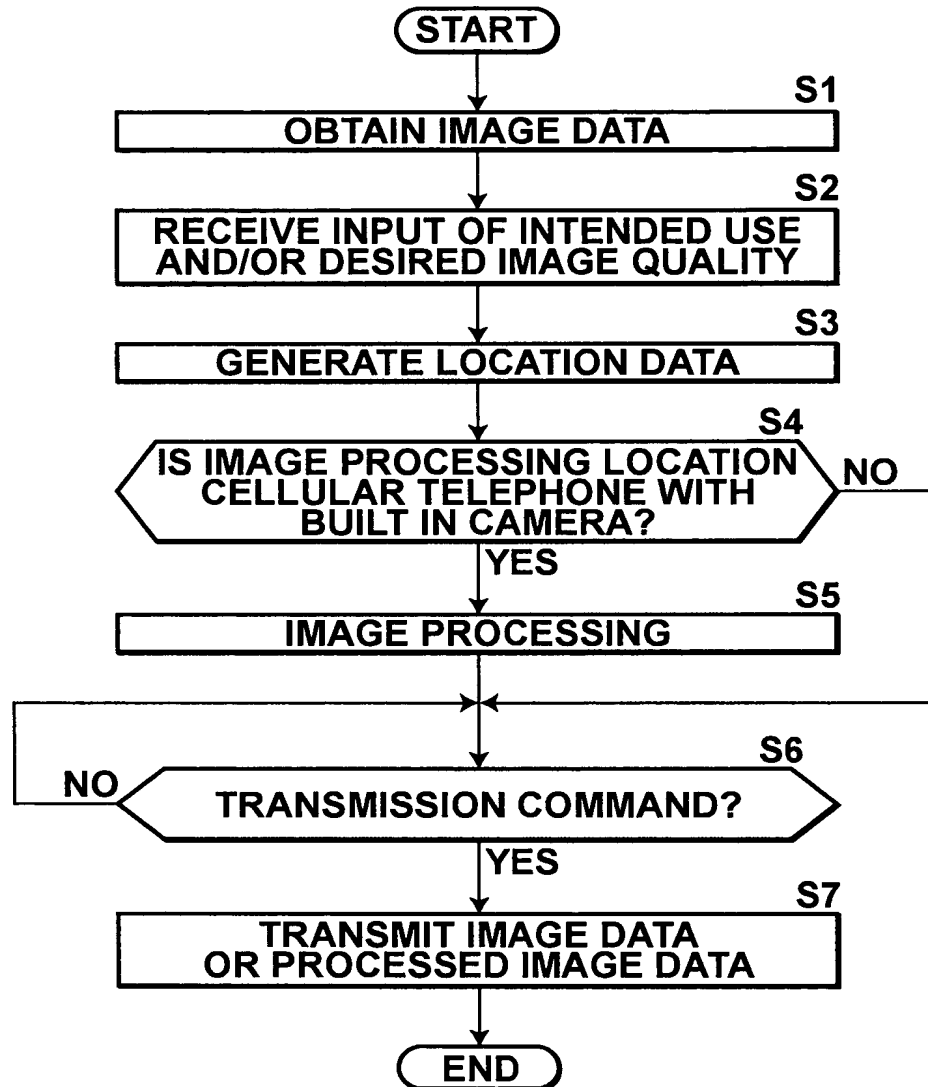 START
S1
OBTAIN IMAGE DATA
S2
RECEIVE INPUT OF INTENDED USE
AND/OR DESIRED IMAGE QUALITY
S3
GENERATE LOCATION DATA
S4
IS IMAGE PROCESSING LOCATION
CELLULAR TELEPHONE WITH
BUILT IN CAMERA?
NO
YES
S5
IMAGE PROCESSING
S6
NO
TRANSMISSION COMMAND?
YES
S7
TRANSMIT IMAGE DATA
OR PROCESSED IMAGE DATA
END